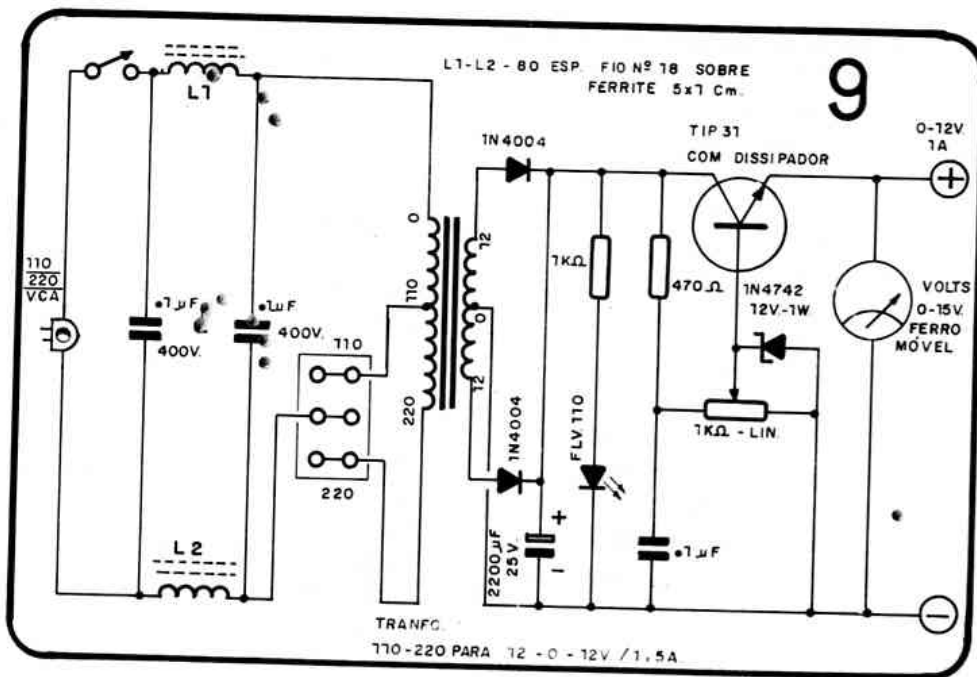 9
L1-L2 - 80 ESP. FIO Nº 18 SOBRE
FERRITE 5x1 Cm.
L1
1N4004
TIP 31
COM DISSIPADOR
0-12V.
1A
+
0
12
110
220
VCA
.1µF
400V.
.1µF
400V.
110
0
1KΩ
470Ω
1N4742
12V.-1W
VOLTS
0-15V.
FERRO
MÓVEL
110
220
12
1N4004
FLV. 110
1KΩ - LIN.
220
L2
+
-
2200µF
25V.
.1µF
-
TRANFO.
110-220 PARA 12 - 0 - 12V / 1,5A